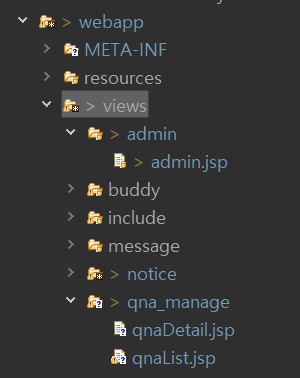 > webapp
META-INF
resources
> views
> admin
> admin.jsp
buddy
include
message
> notice
> qna_manage
qnaDetail.jsp
qnaList.jsp